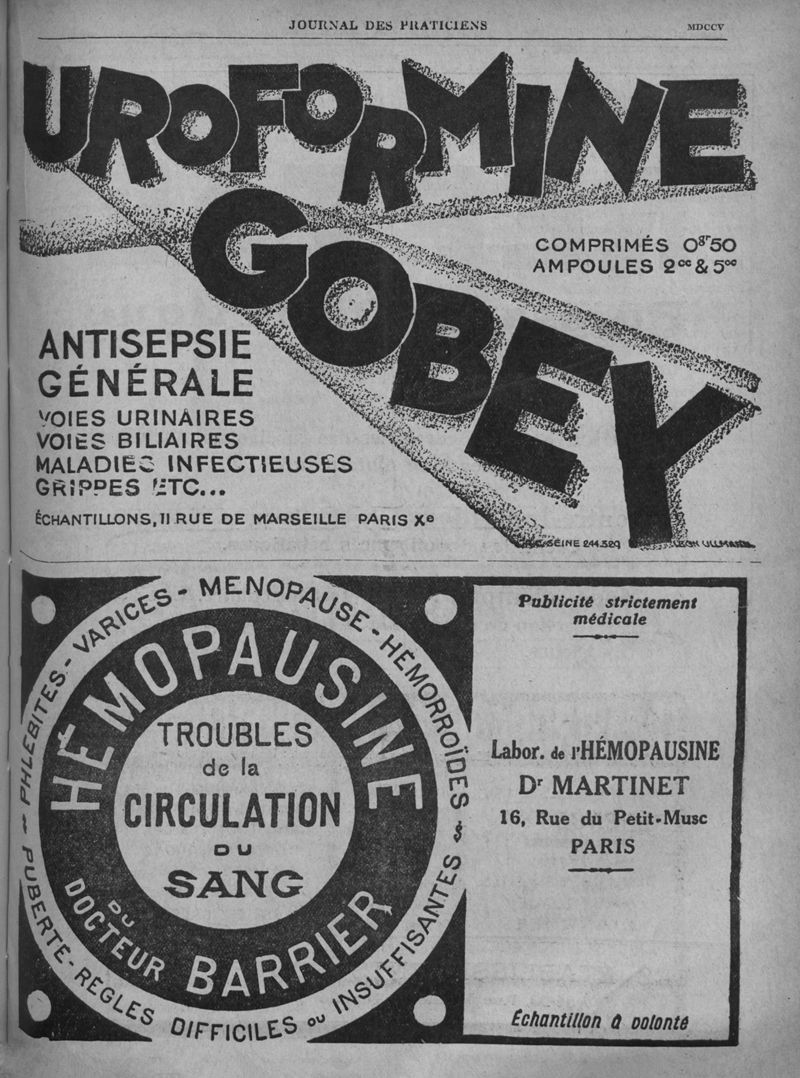 JOURNAL DES PRATICIENS
MDCCV
UROFORMINE
GOBEY
COMPRIMÉS 0gr50
AMPOULES 2cc & 5cc
ANTISEPSIE
GÉNÉRALE
VOIES URINAIRES
VOIES BILIAIRES
MALADIES INFECTIEUSES
GRIPPES ETC...
ÉCHANTILLONS, 11 RUE DE MARSEILLE PARIS Xe
SEINE 244.520
LÉON ULLMANN
PUBERTÉ - PHLÉBITES - VARICES - MÉNOPAUSE - HÉMORROÏDES
RÈGLES DIFFICILES ou INSUFFISANTES
HÉMOPAUSINE
TROUBLES
de la
CIRCULATION
DU
SANG
DU
DOCTEUR BARRIER
Publicité strictement
médicale
Labor. de l'HÉMOPAUSINE
Dr MARTINET
16, Rue du Petit-Musc
PARIS
Échantillon à volonté